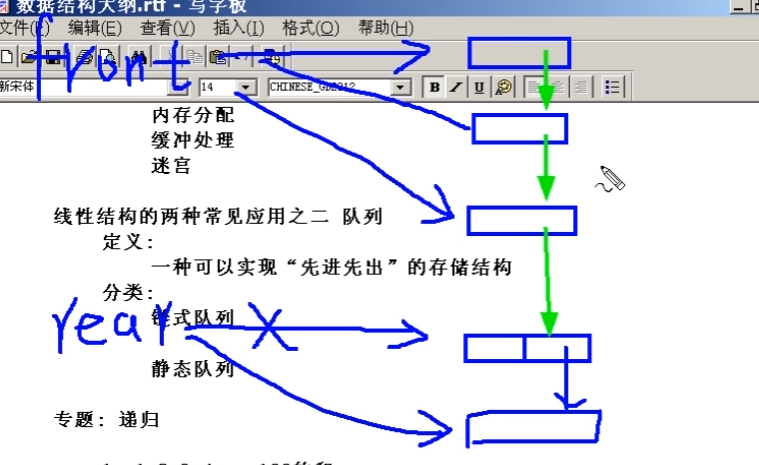 数据结构大纲.rtf - 写字板
文件(F) 编辑(E) 查看(V) 插入(I) 格式(O) 帮助(H)
front
新宋体 14 CHINESE_GB2312 B I U
内存分配
缓冲处理
迷宫
线性结构的两种常见应用之二 队列
定义:
一种可以实现“先进先出”的存储结构
分类:
链式队列
rear
静态队列
专题: 递归